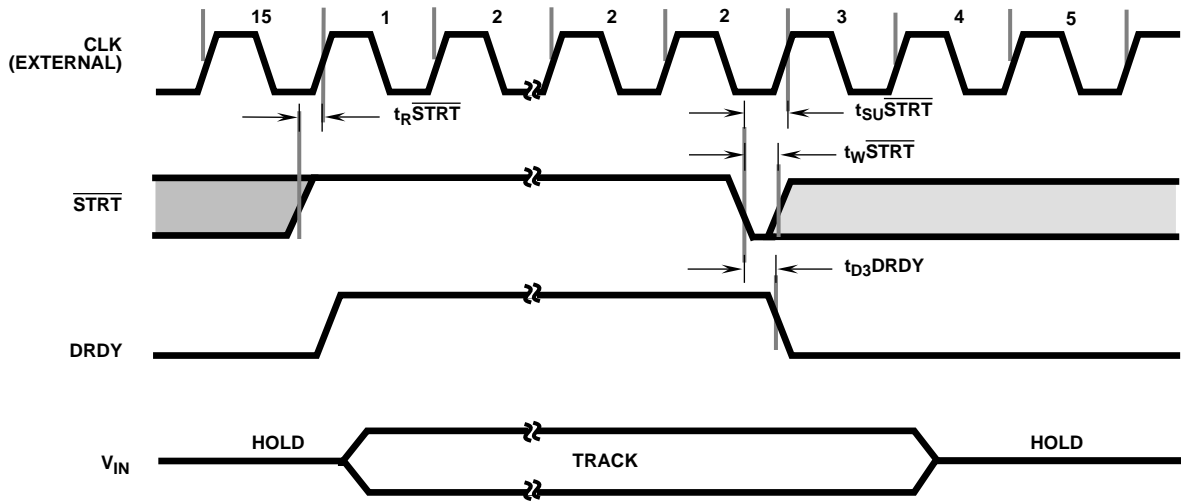 15 1 2 2 2 3 4 5
CLK
(EXTERNAL)
tRSTRT
tSUSTRT
tWSTRT
STRT
tD3DRDY
DRDY
HOLD
TRACK
HOLD
VIN